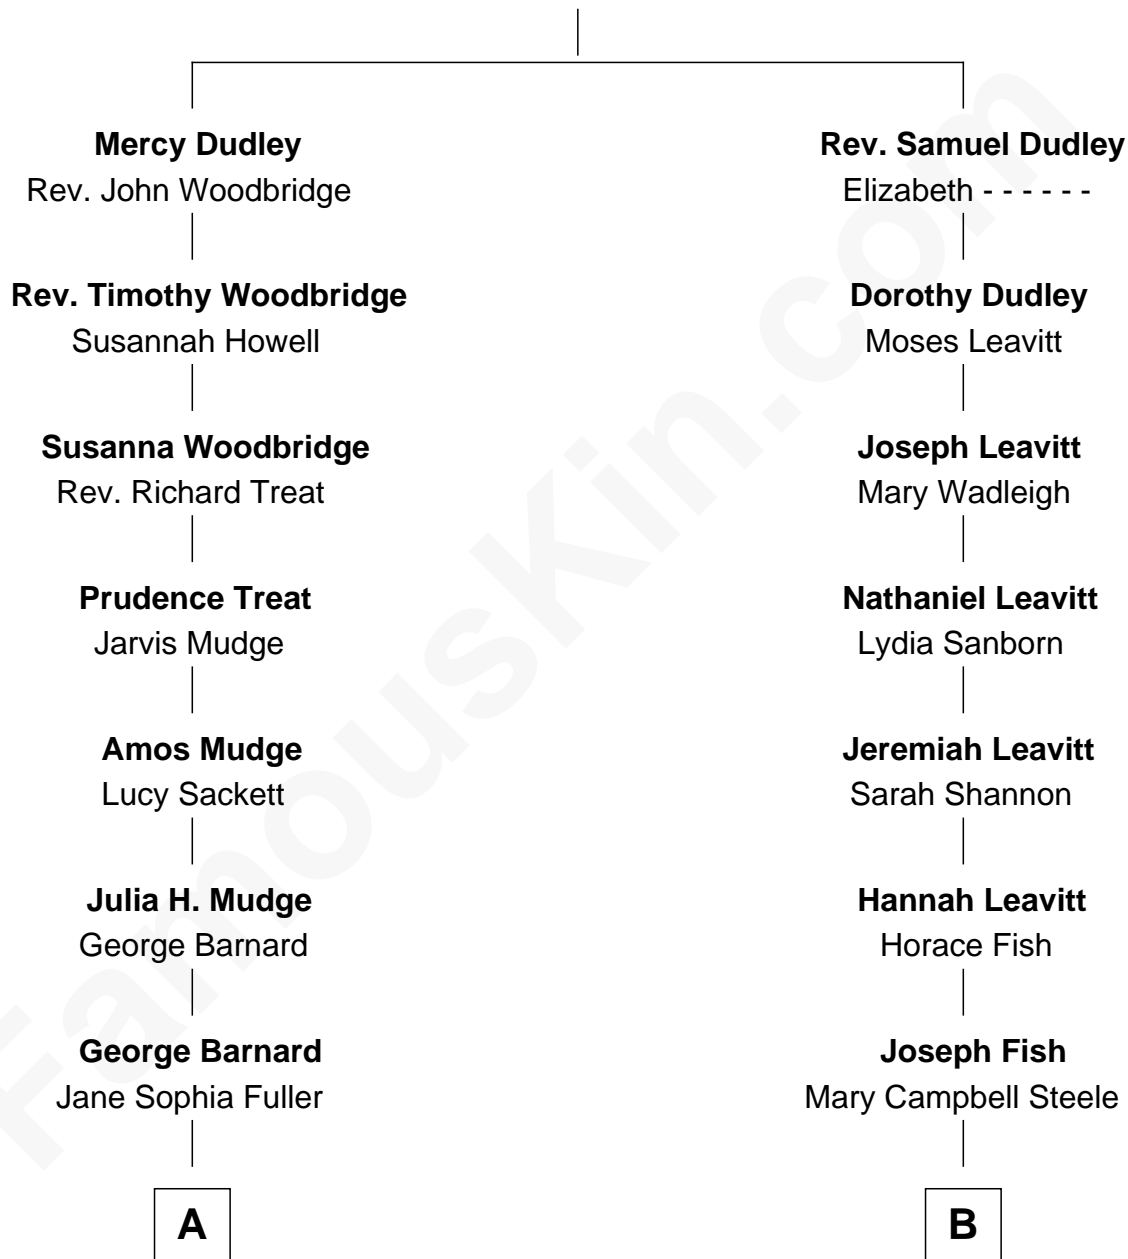 Mercy Dudley
Rev. John Woodbridge
Rev. Timothy Woodbridge
Susannah Howell
Susanna Woodbridge
Rev. Richard Treat
Prudence Treat
Jarvis Mudge
Amos Mudge
Lucy Sackett
Julia H. Mudge
George Barnard
George Barnard
Jane Sophia Fuller
A
Rev. Samuel Dudley
Elizabeth - - - - - -
Dorothy Dudley
Moses Leavitt
Joseph Leavitt
Mary Wadleigh
Nathaniel Leavitt
Lydia Sanborn
Jeremiah Leavitt
Sarah Shannon
Hannah Leavitt
Horace Fish
Joseph Fish
Mary Campbell Steele
B
FamousKin.com